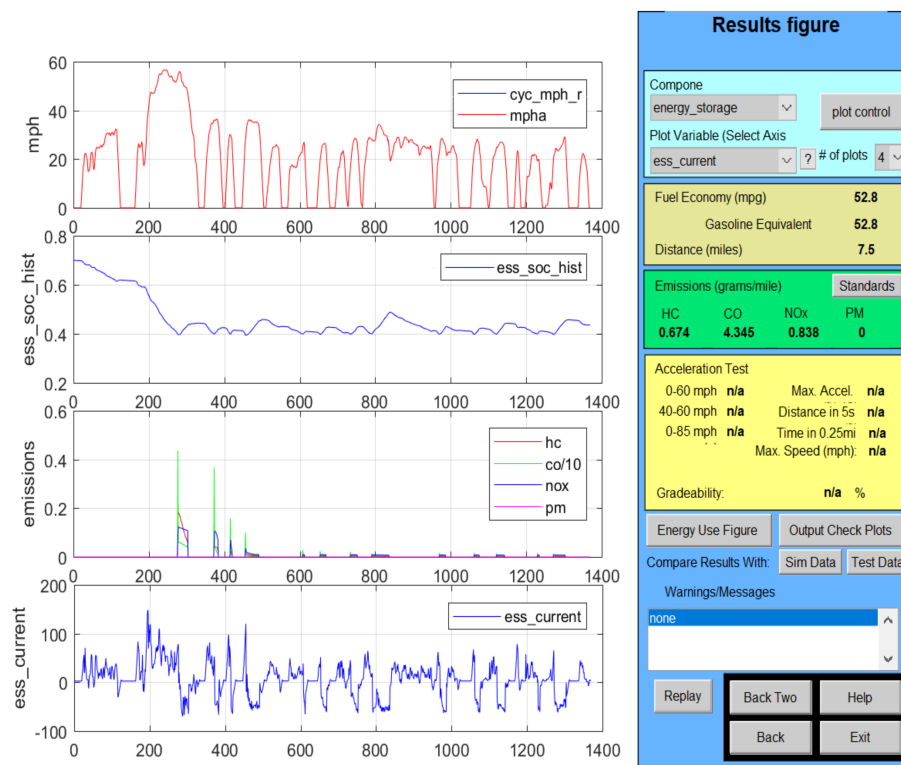 mph
60
40
20
0
cyc_mph_r
mpha
0 200 400 600 800 1000 1200 1400
ess_soc_hist
0.8
0.6
0.4
0.2
ess_soc_hist
0 200 400 600 800 1000 1200 1400
emissions
0.6
0.4
0.2
0
hc
co/10
nox
pm
0 200 400 600 800 1000 1200 1400
ess_current
200
100
0
-100
ess_current
0 200 400 600 800 1000 1200 1400
Results figure
Compone
energy_storage
plot control
Plot Variable (Select Axis
ess_current ? # of plots 4
Fuel Economy (mpg) 52.8
Gasoline Equivalent 52.8
Distance (miles) 7.5
Emissions (grams/mile) Standards
HC CO NOx PM
0.674 4.345 0.838 0
Acceleration Test
0-60 mph n/a Max. Accel. n/a
40-60 mph n/a Distance in 5s n/a
0-85 mph n/a Time in 0.25mi n/a
Max. Speed (mph): n/a
Gradeability: n/a %
Energy Use Figure Output Check Plots
Compare Results With: Sim Data Test Data
Warnings/Messages
none
Replay Back Two Help
Back Exit